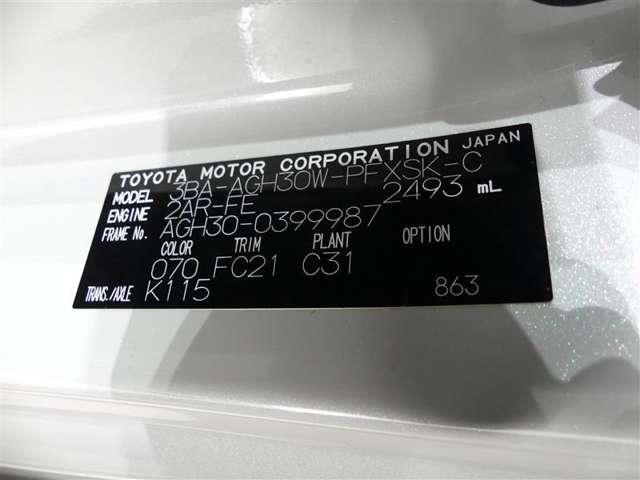 TOYOTA MOTOR CORPORATION JAPAN
MODEL 3BA-AGH30W-PFXSK-C
ENGINE 2AR-FE 2493 mL
FRAME No. AGH30-0399987
COLOR TRIM PLANT OPTION
070 FC21 C31
TRANS./AXLE K115 863